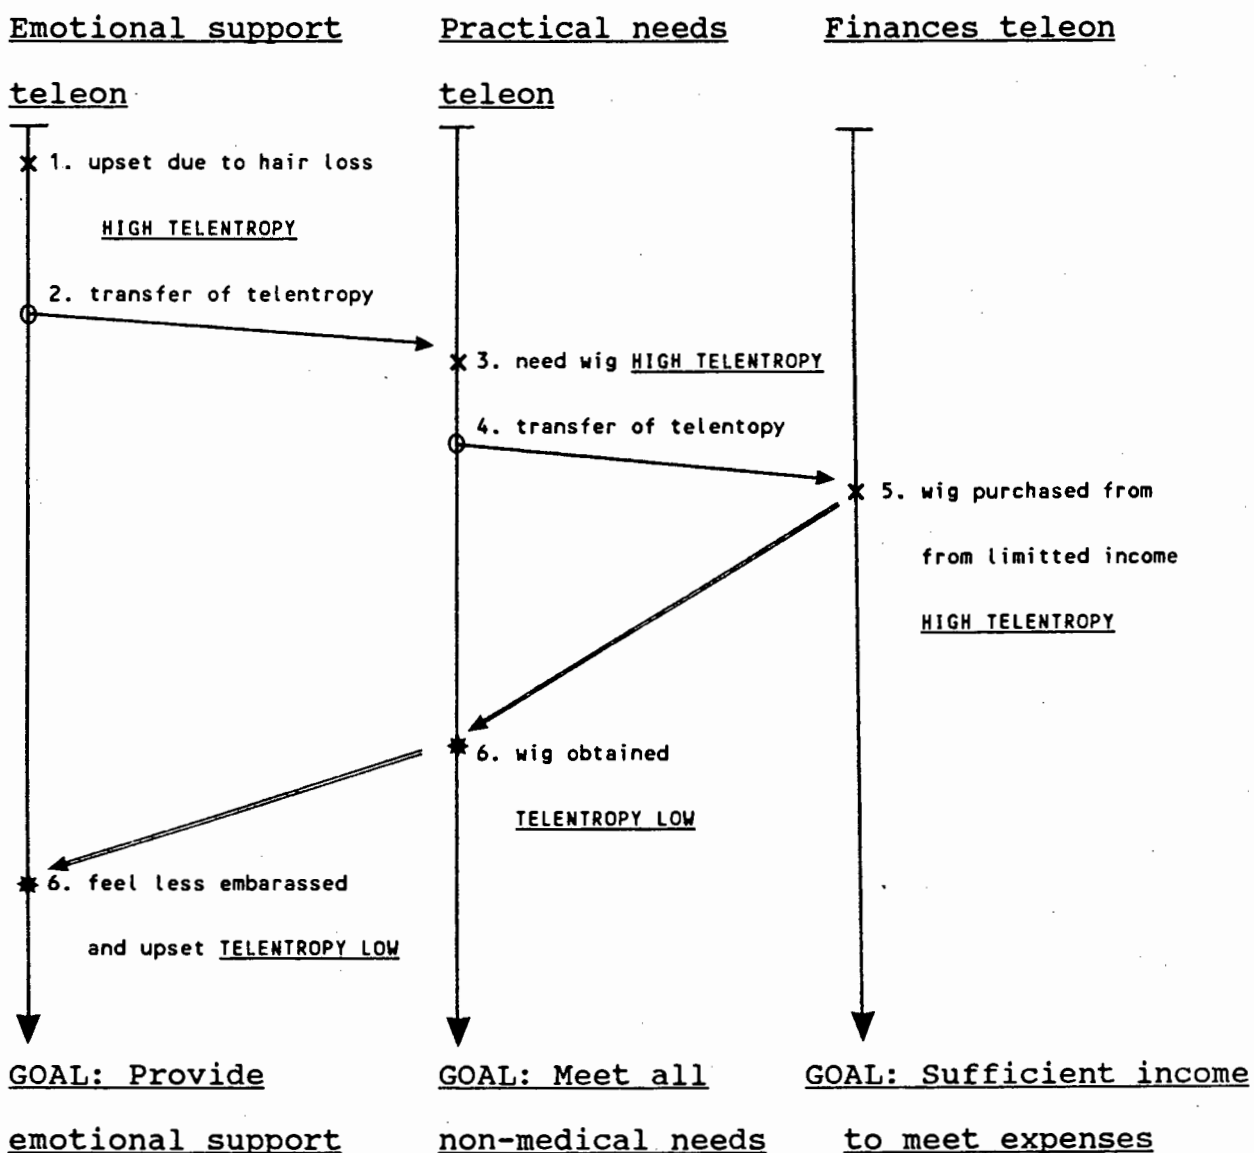 Emotional support
teleon
Practical needs
teleon
Finances teleon
1. upset due to hair loss
HIGH TELENTROPY
2. transfer of telentropy
3. need wig HIGH TELENTROPY
4. transfer of telentopy
5. wig purchased from
from limitted income
HIGH TELENTROPY
6. wig obtained
TELENTROPY LOW
6. feel less embarassed
and upset TELENTROPY LOW
GOAL: Provide
emotional support
GOAL: Meet all
non-medical needs
GOAL: Sufficient income
to meet expenses